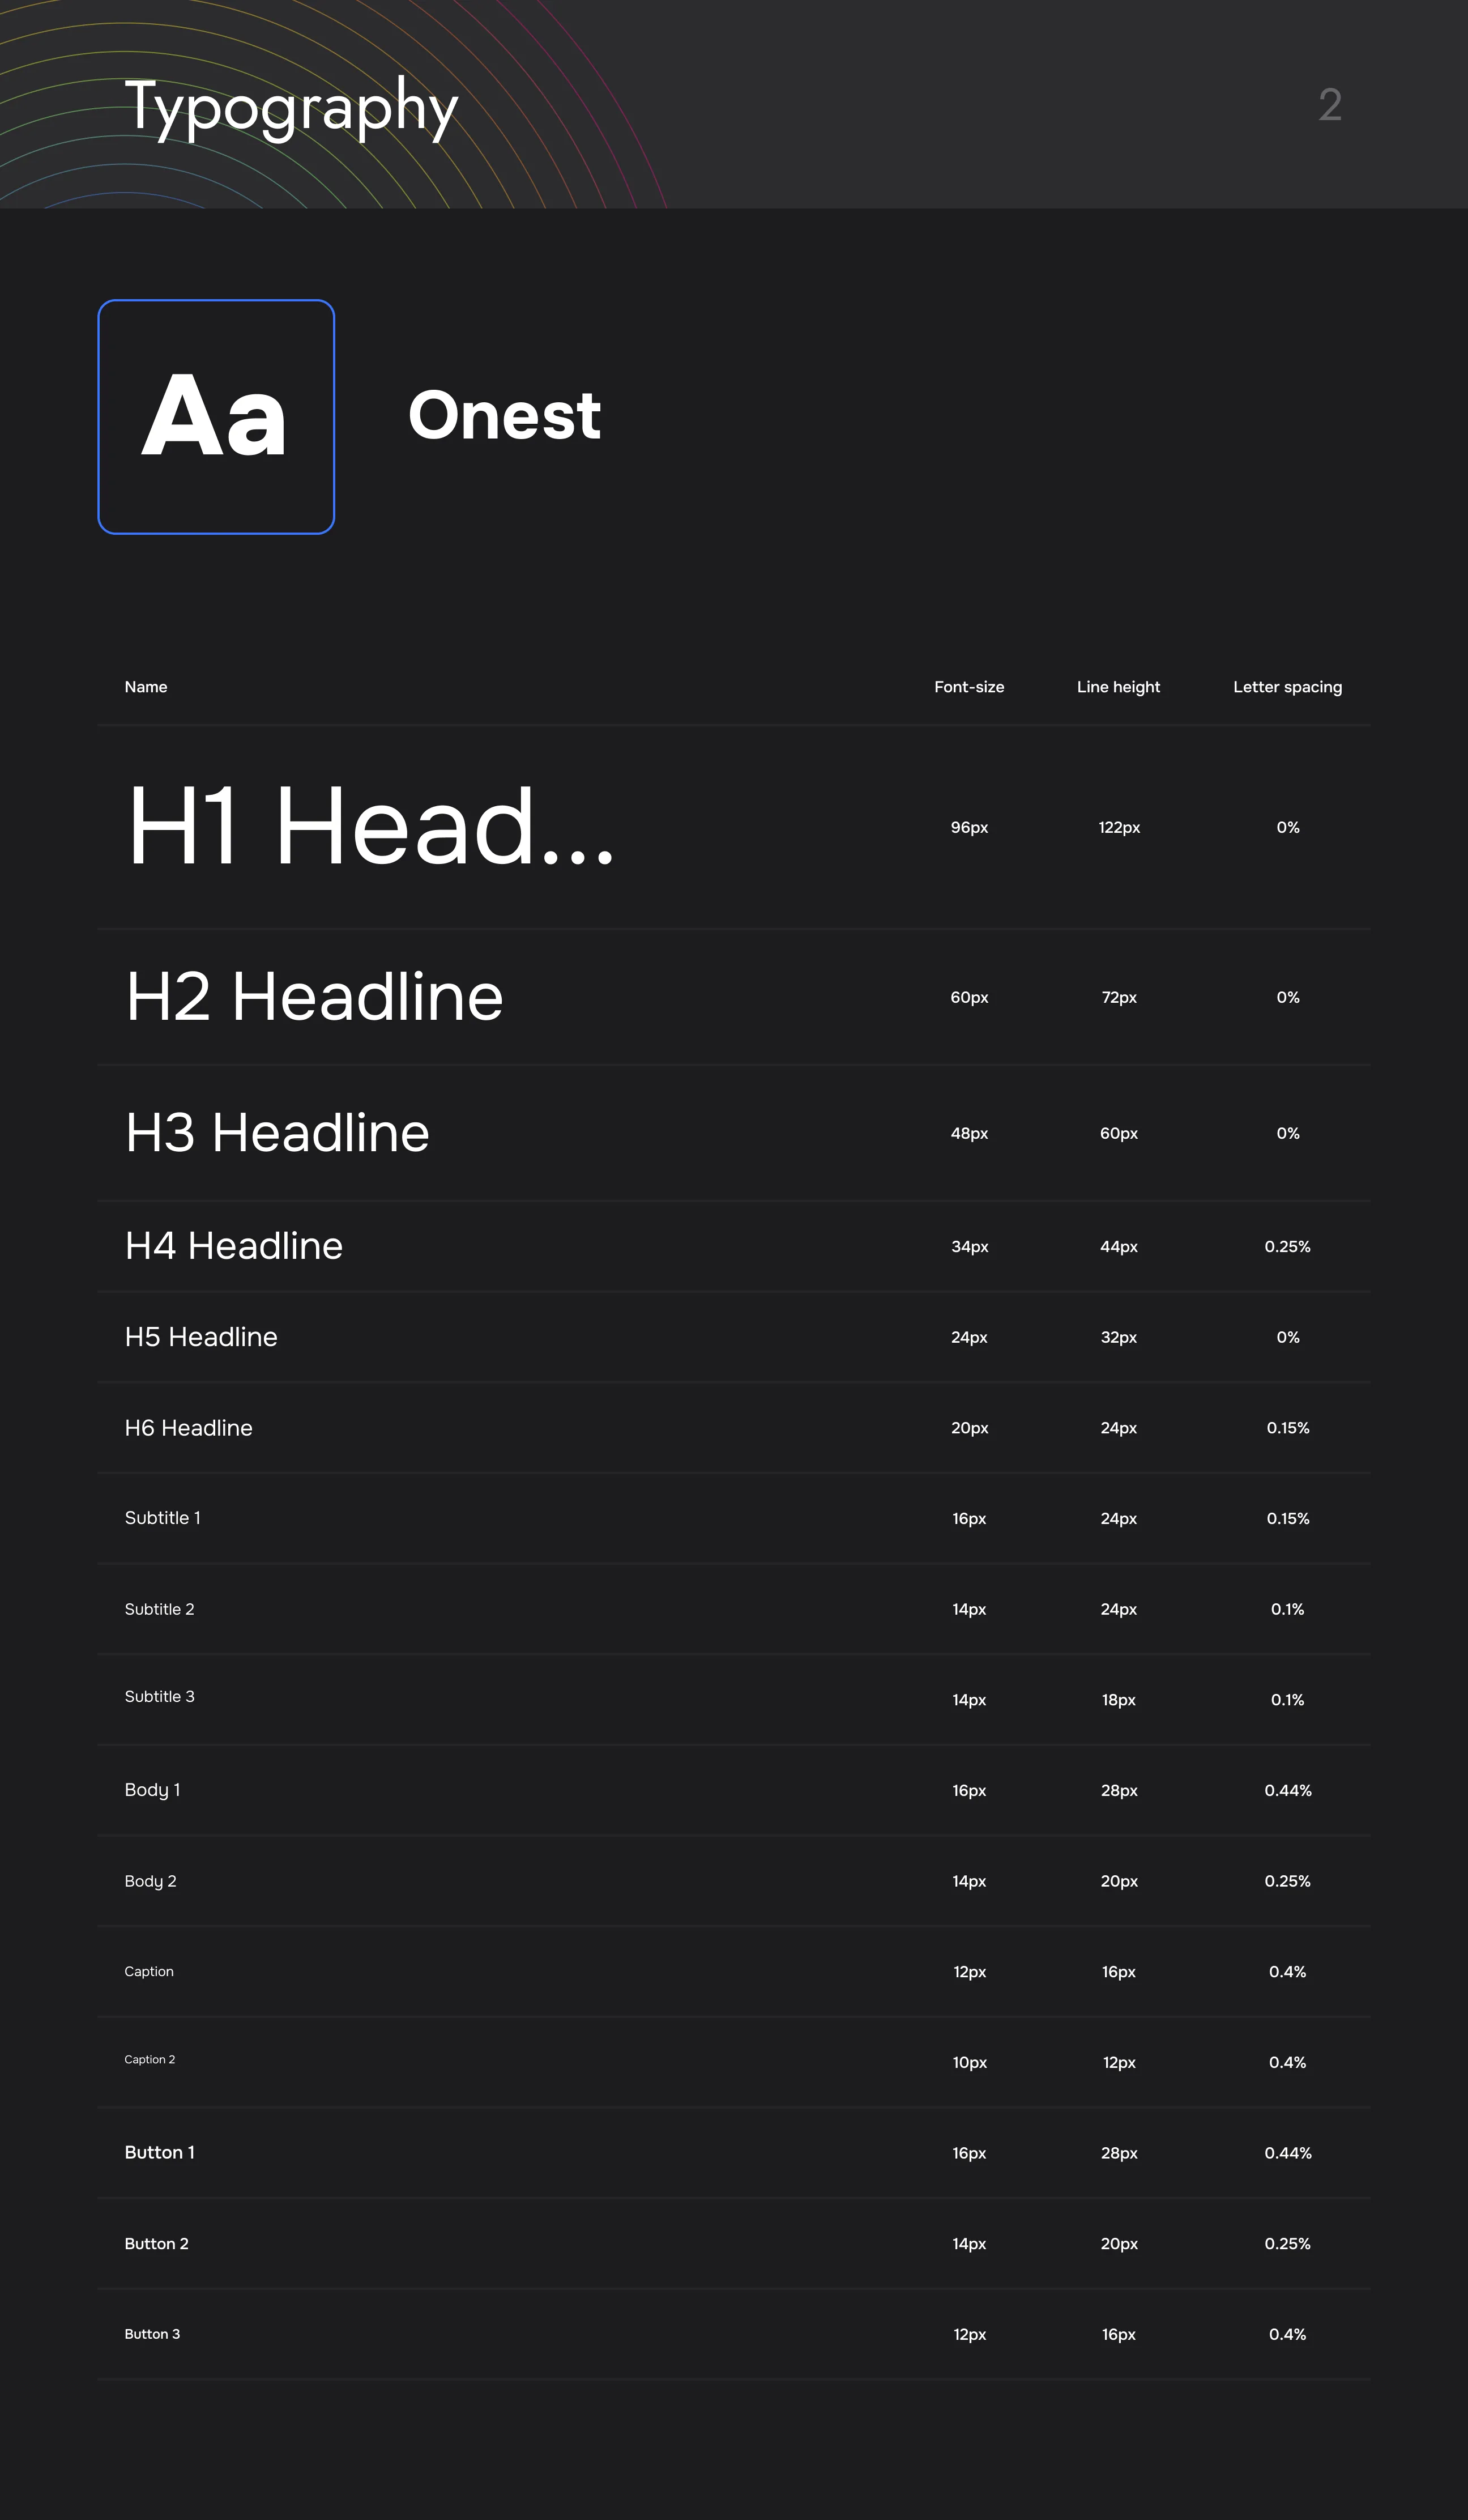 Typography 2
Aa Onest
Name Font-size Line height Letter spacing
H1 Head... 96px 122px 0%
H2 Headline 60px 72px 0%
H3 Headline 48px 60px 0%
H4 Headline 34px 44px 0.25%
H5 Headline 24px 32px 0%
H6 Headline 20px 24px 0.15%
Subtitle 1 16px 24px 0.15%
Subtitle 2 14px 24px 0.1%
Subtitle 3 14px 18px 0.1%
Body 1 16px 28px 0.44%
Body 2 14px 20px 0.25%
Caption 12px 16px 0.4%
Caption 2 10px 12px 0.4%
Button 1 16px 28px 0.44%
Button 2 14px 20px 0.25%
Button 3 12px 16px 0.4%